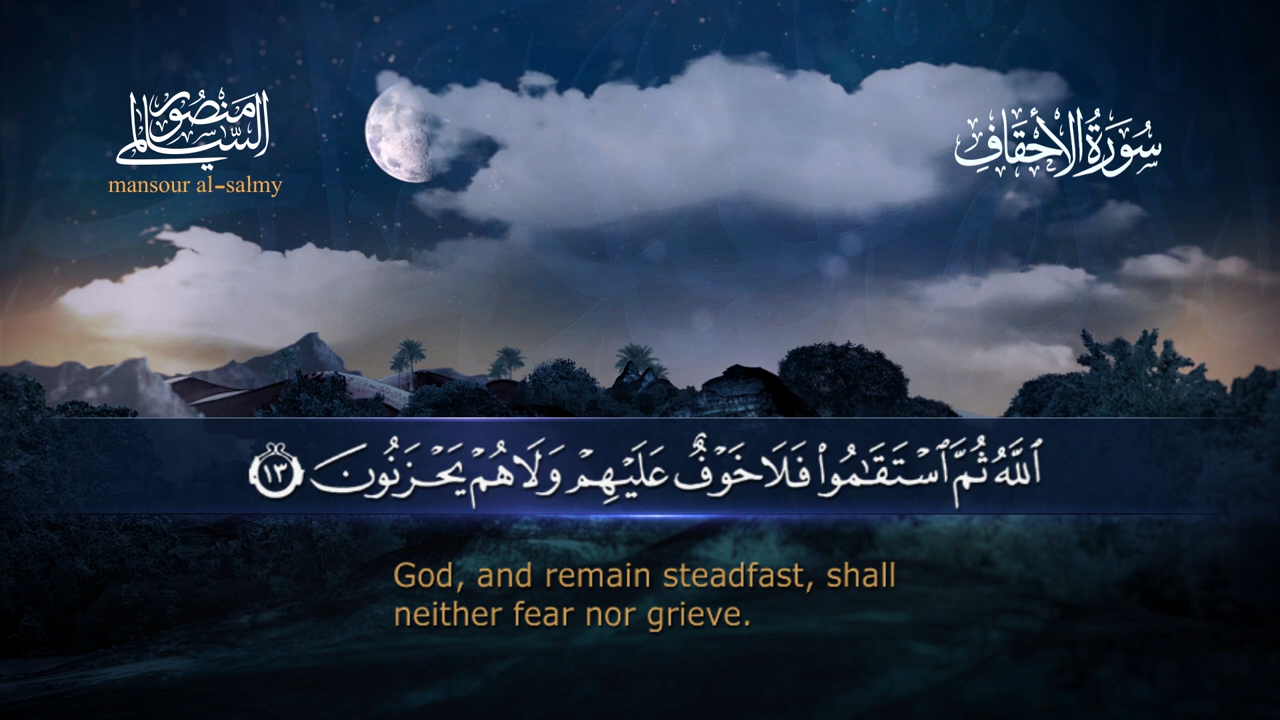 منصور
السالمي
mansour al-salmy
سُورَةُ الأَحْقَافِ
ٱللَّهُ ثُمَّ ٱسْتَقَـٰمُوا۟ فَلَا خَوْفٌ عَلَيْهِمْ وَلَا هُمْ يَحْزَنُونَ ١٣
God, and remain steadfast, shall
neither fear nor grieve.